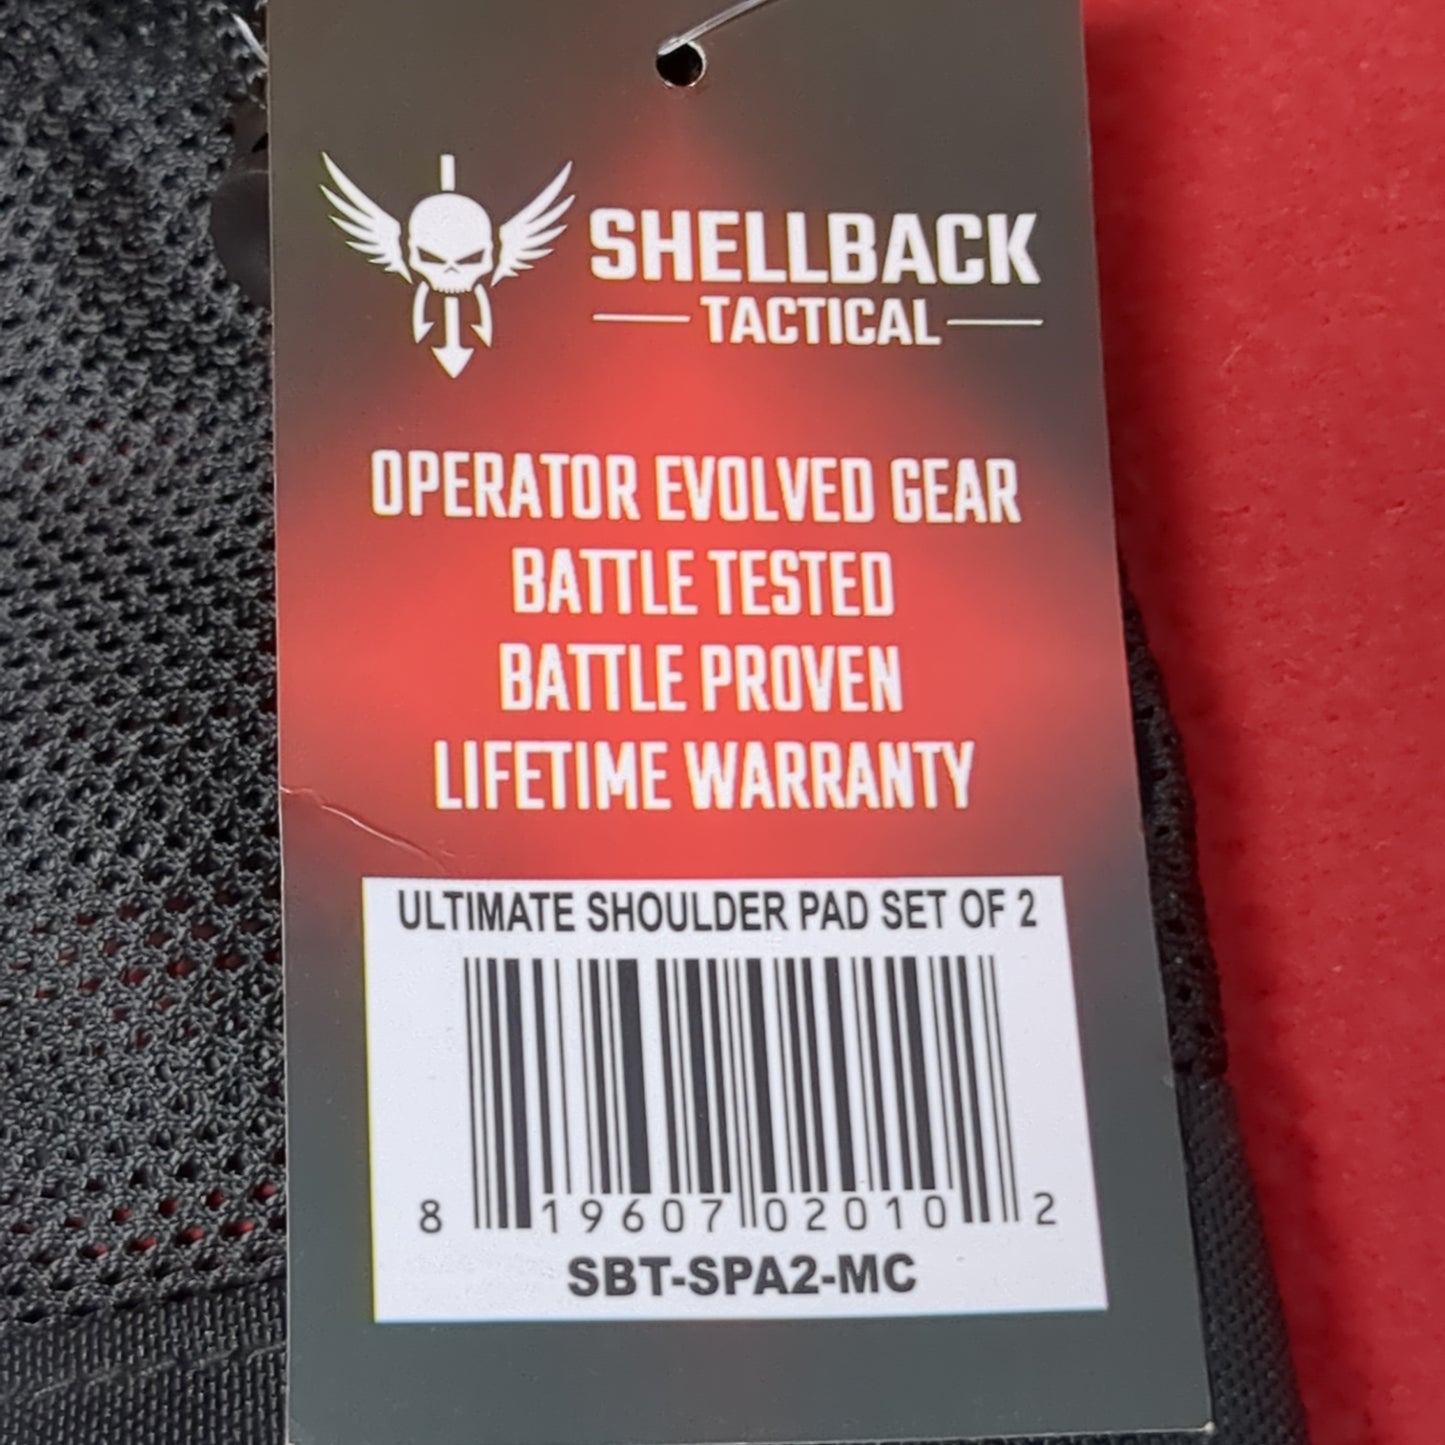 SHELLBACK
TACTICAL
OPERATOR EVOLVED GEAR
BATTLE TESTED
BATTLE PROVEN
LIFETIME WARRANTY
ULTIMATE SHOULDER PAD SET OF 2
8 19607 02010 2
SBT-SPA2-MC